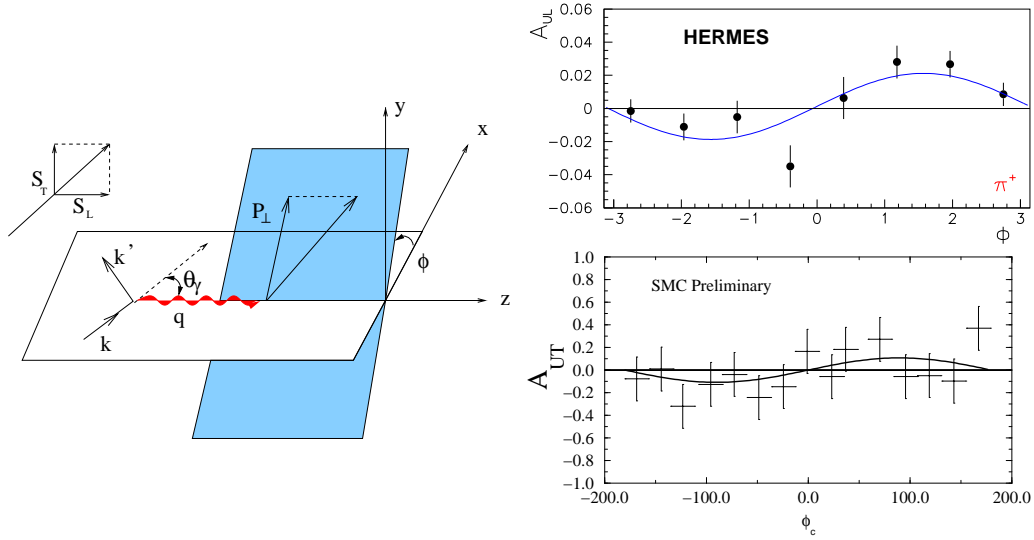 y
x
S_T
S_L
P⊥
k'
θ_γ
ϕ
z
q
k
A_UL
0.06
0.04
0.02
0
−0.02
−0.04
−0.06
HERMES
π⁺
−3 −2 −1 0 1 2 3
Φ
A_UT
1.0
0.8
0.6
0.4
0.2
0.0
−0.2
−0.4
−0.6
−0.8
−1.0
SMC Preliminary
−200.0 −100.0 0.0 100.0 200.0
ϕ_c